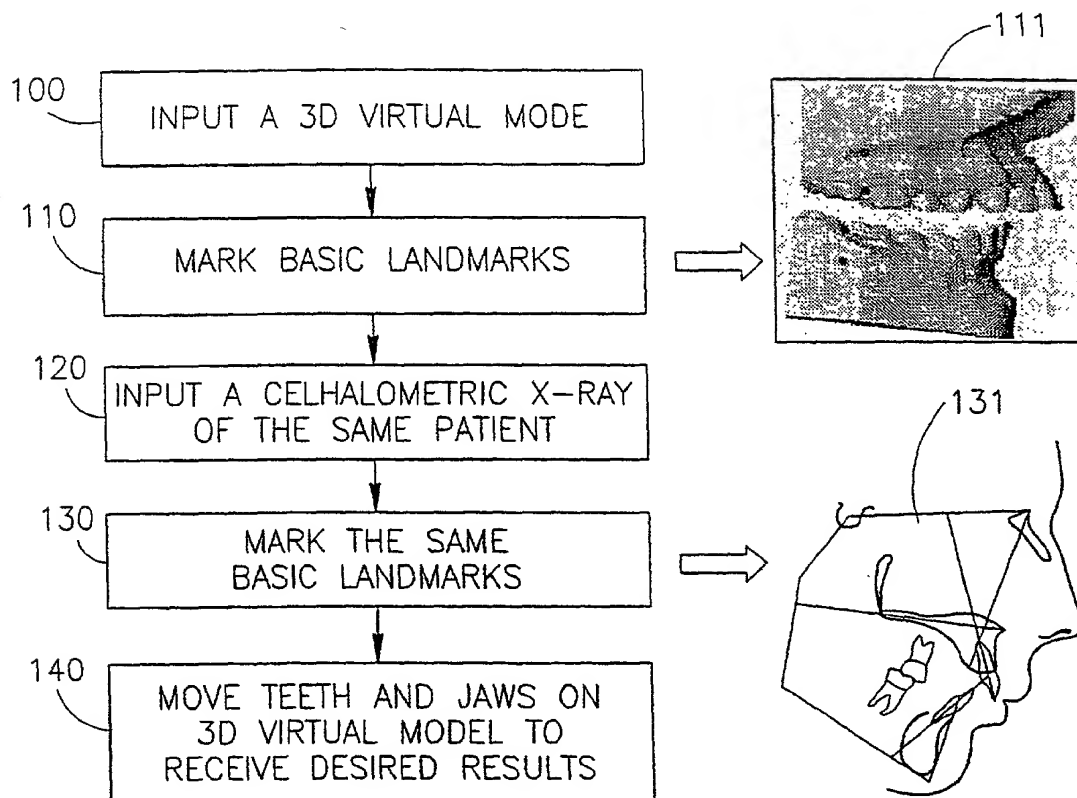 111
100
INPUT A 3D VIRTUAL MODE
110
MARK BASIC LANDMARKS
120
INPUT A CELHALOMETRIC X-RAY
OF THE SAME PATIENT
131
130
MARK THE SAME
BASIC LANDMARKS
140
MOVE TEETH AND JAWS ON
3D VIRTUAL MODEL TO
RECEIVE DESIRED RESULTS